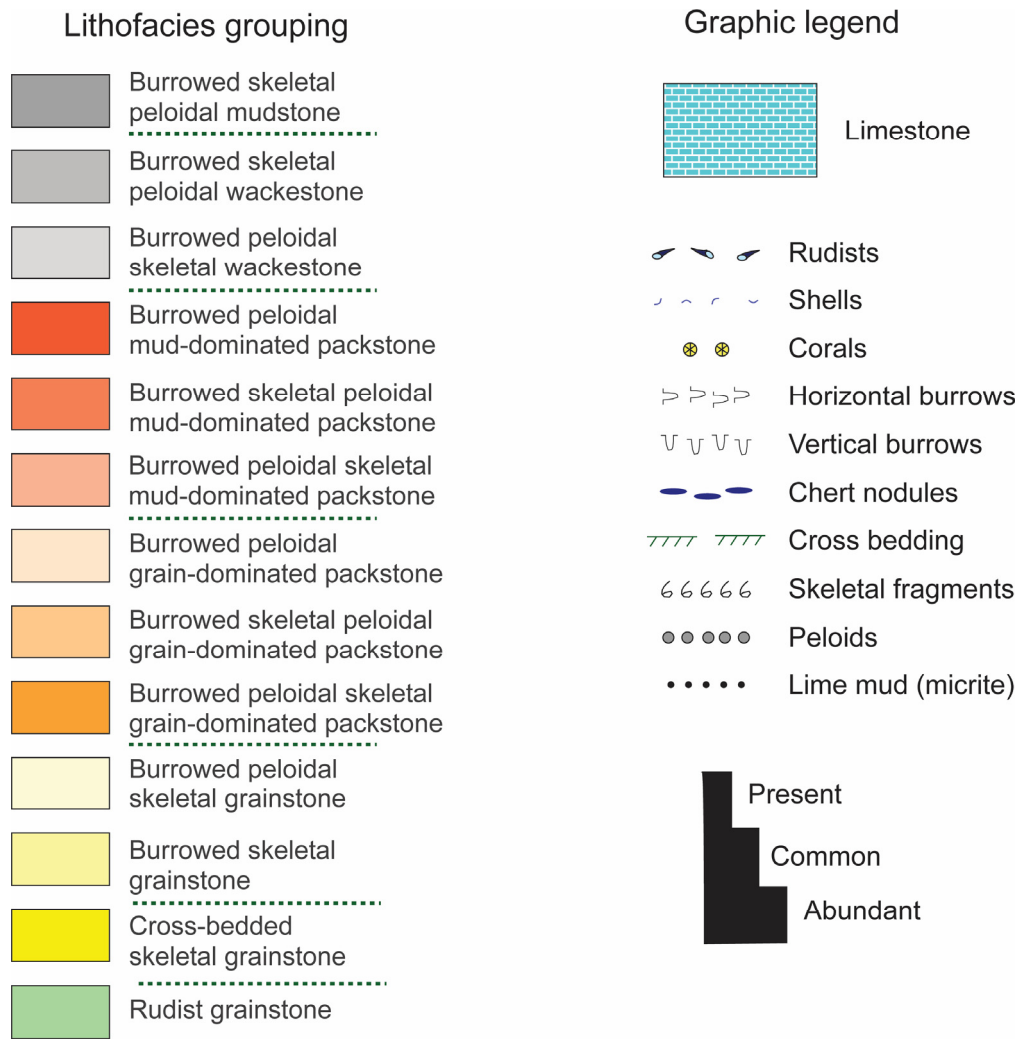 Lithofacies grouping
Burrowed skeletal
peloidal mudstone
Burrowed skeletal
peloidal wackestone
Burrowed peloidal
skeletal wackestone
Burrowed peloidal
mud-dominated packstone
Burrowed skeletal peloidal
mud-dominated packstone
Burrowed peloidal skeletal
mud-dominated packstone
Burrowed peloidal
grain-dominated packstone
Burrowed skeletal peloidal
grain-dominated packstone
Burrowed peloidal skeletal
grain-dominated packstone
Burrowed peloidal
skeletal grainstone
Burrowed skeletal
grainstone
Cross-bedded
skeletal grainstone
Rudist grainstone
Graphic legend
Limestone
Rudists
Shells
Corals
Horizontal burrows
Vertical burrows
Chert nodules
Cross bedding
Skeletal fragments
Peloids
Lime mud (micrite)
Present
Common
Abundant